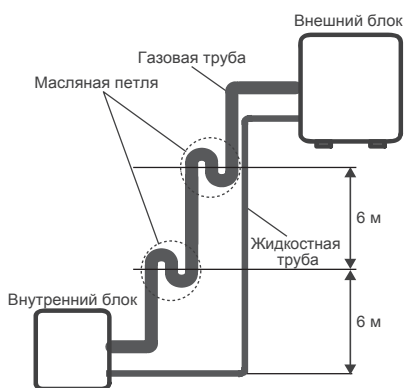 Внешний блок
Газовая труба
Масляная петля
6 м
Жидкостная
труба
Внутренний блок
6 м